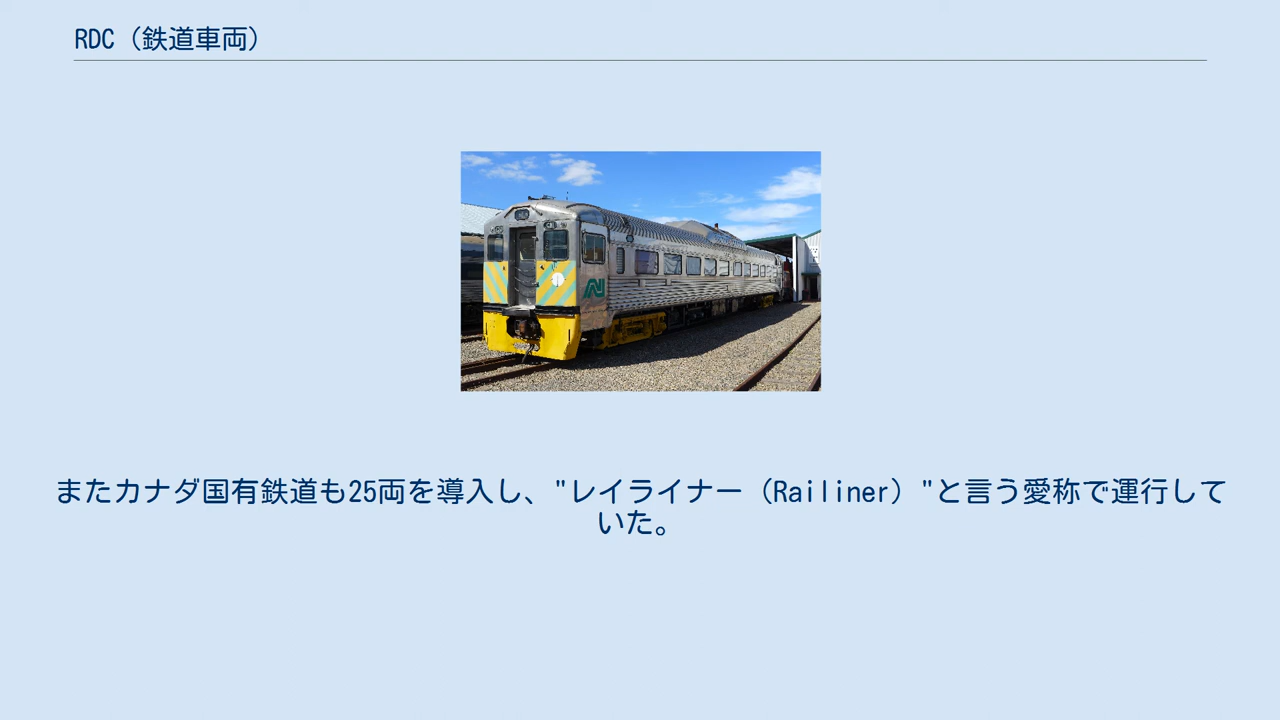 RDC（鉄道車両）
またカナダ国有鉄道も25両を導入し、"レイライナー（Railiner）"と言う愛称で運行して
いた。